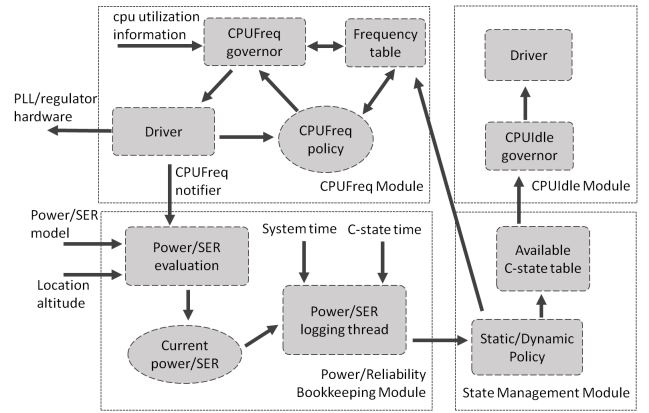 cpu utilization
information
CPUFreq
governor
Frequency
table
Driver
PLL/regulator
hardware
Driver
CPUFreq
policy
CPUIdle
governor
CPUFreq
notifier
CPUFreq Module
CPUIdle Module
Power/SER
model
System time
C-state time
Power/SER
evaluation
Available
C-state table
Location
altitude
Power/SER
logging thread
Current
power/SER
Static/Dynamic
Policy
Power/Reliability
Bookkeeping Module
State Management Module